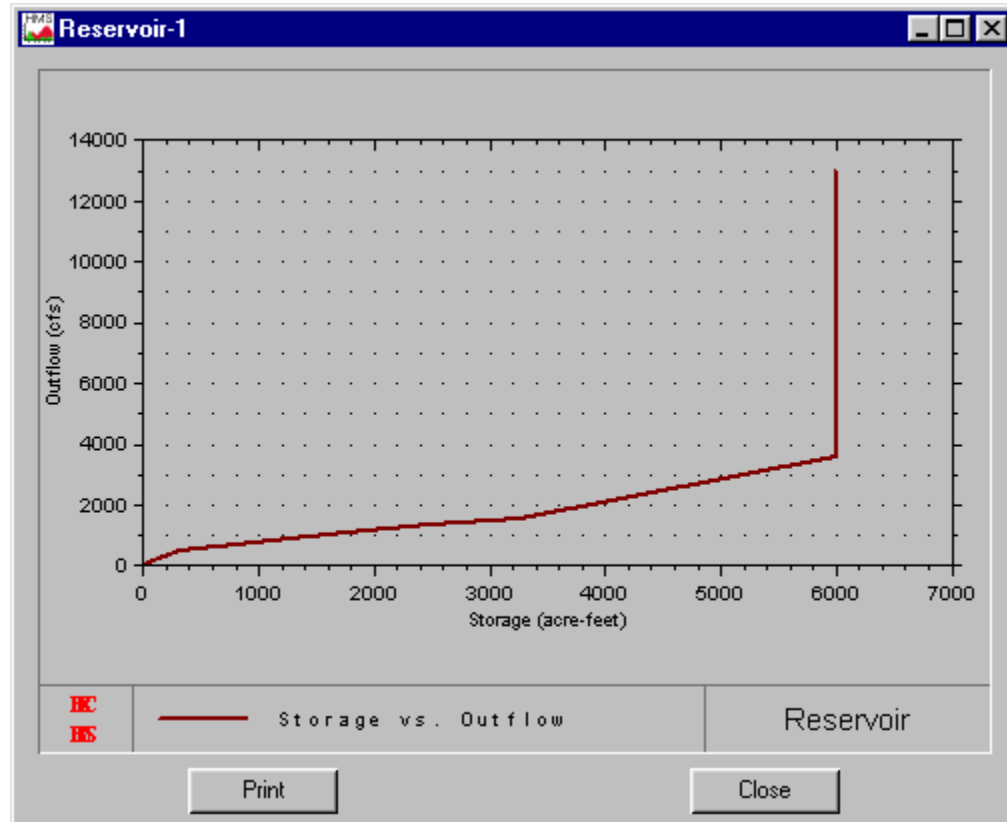 HMS
Reservoir-1
14000
12000
10000
8000
6000
4000
2000
0
Outflow (cfs)
0 1000 2000 3000 4000 5000 6000 7000
Storage (acre-feet)
HEC
HMS
Storage vs. Outflow
Reservoir
Print
Close